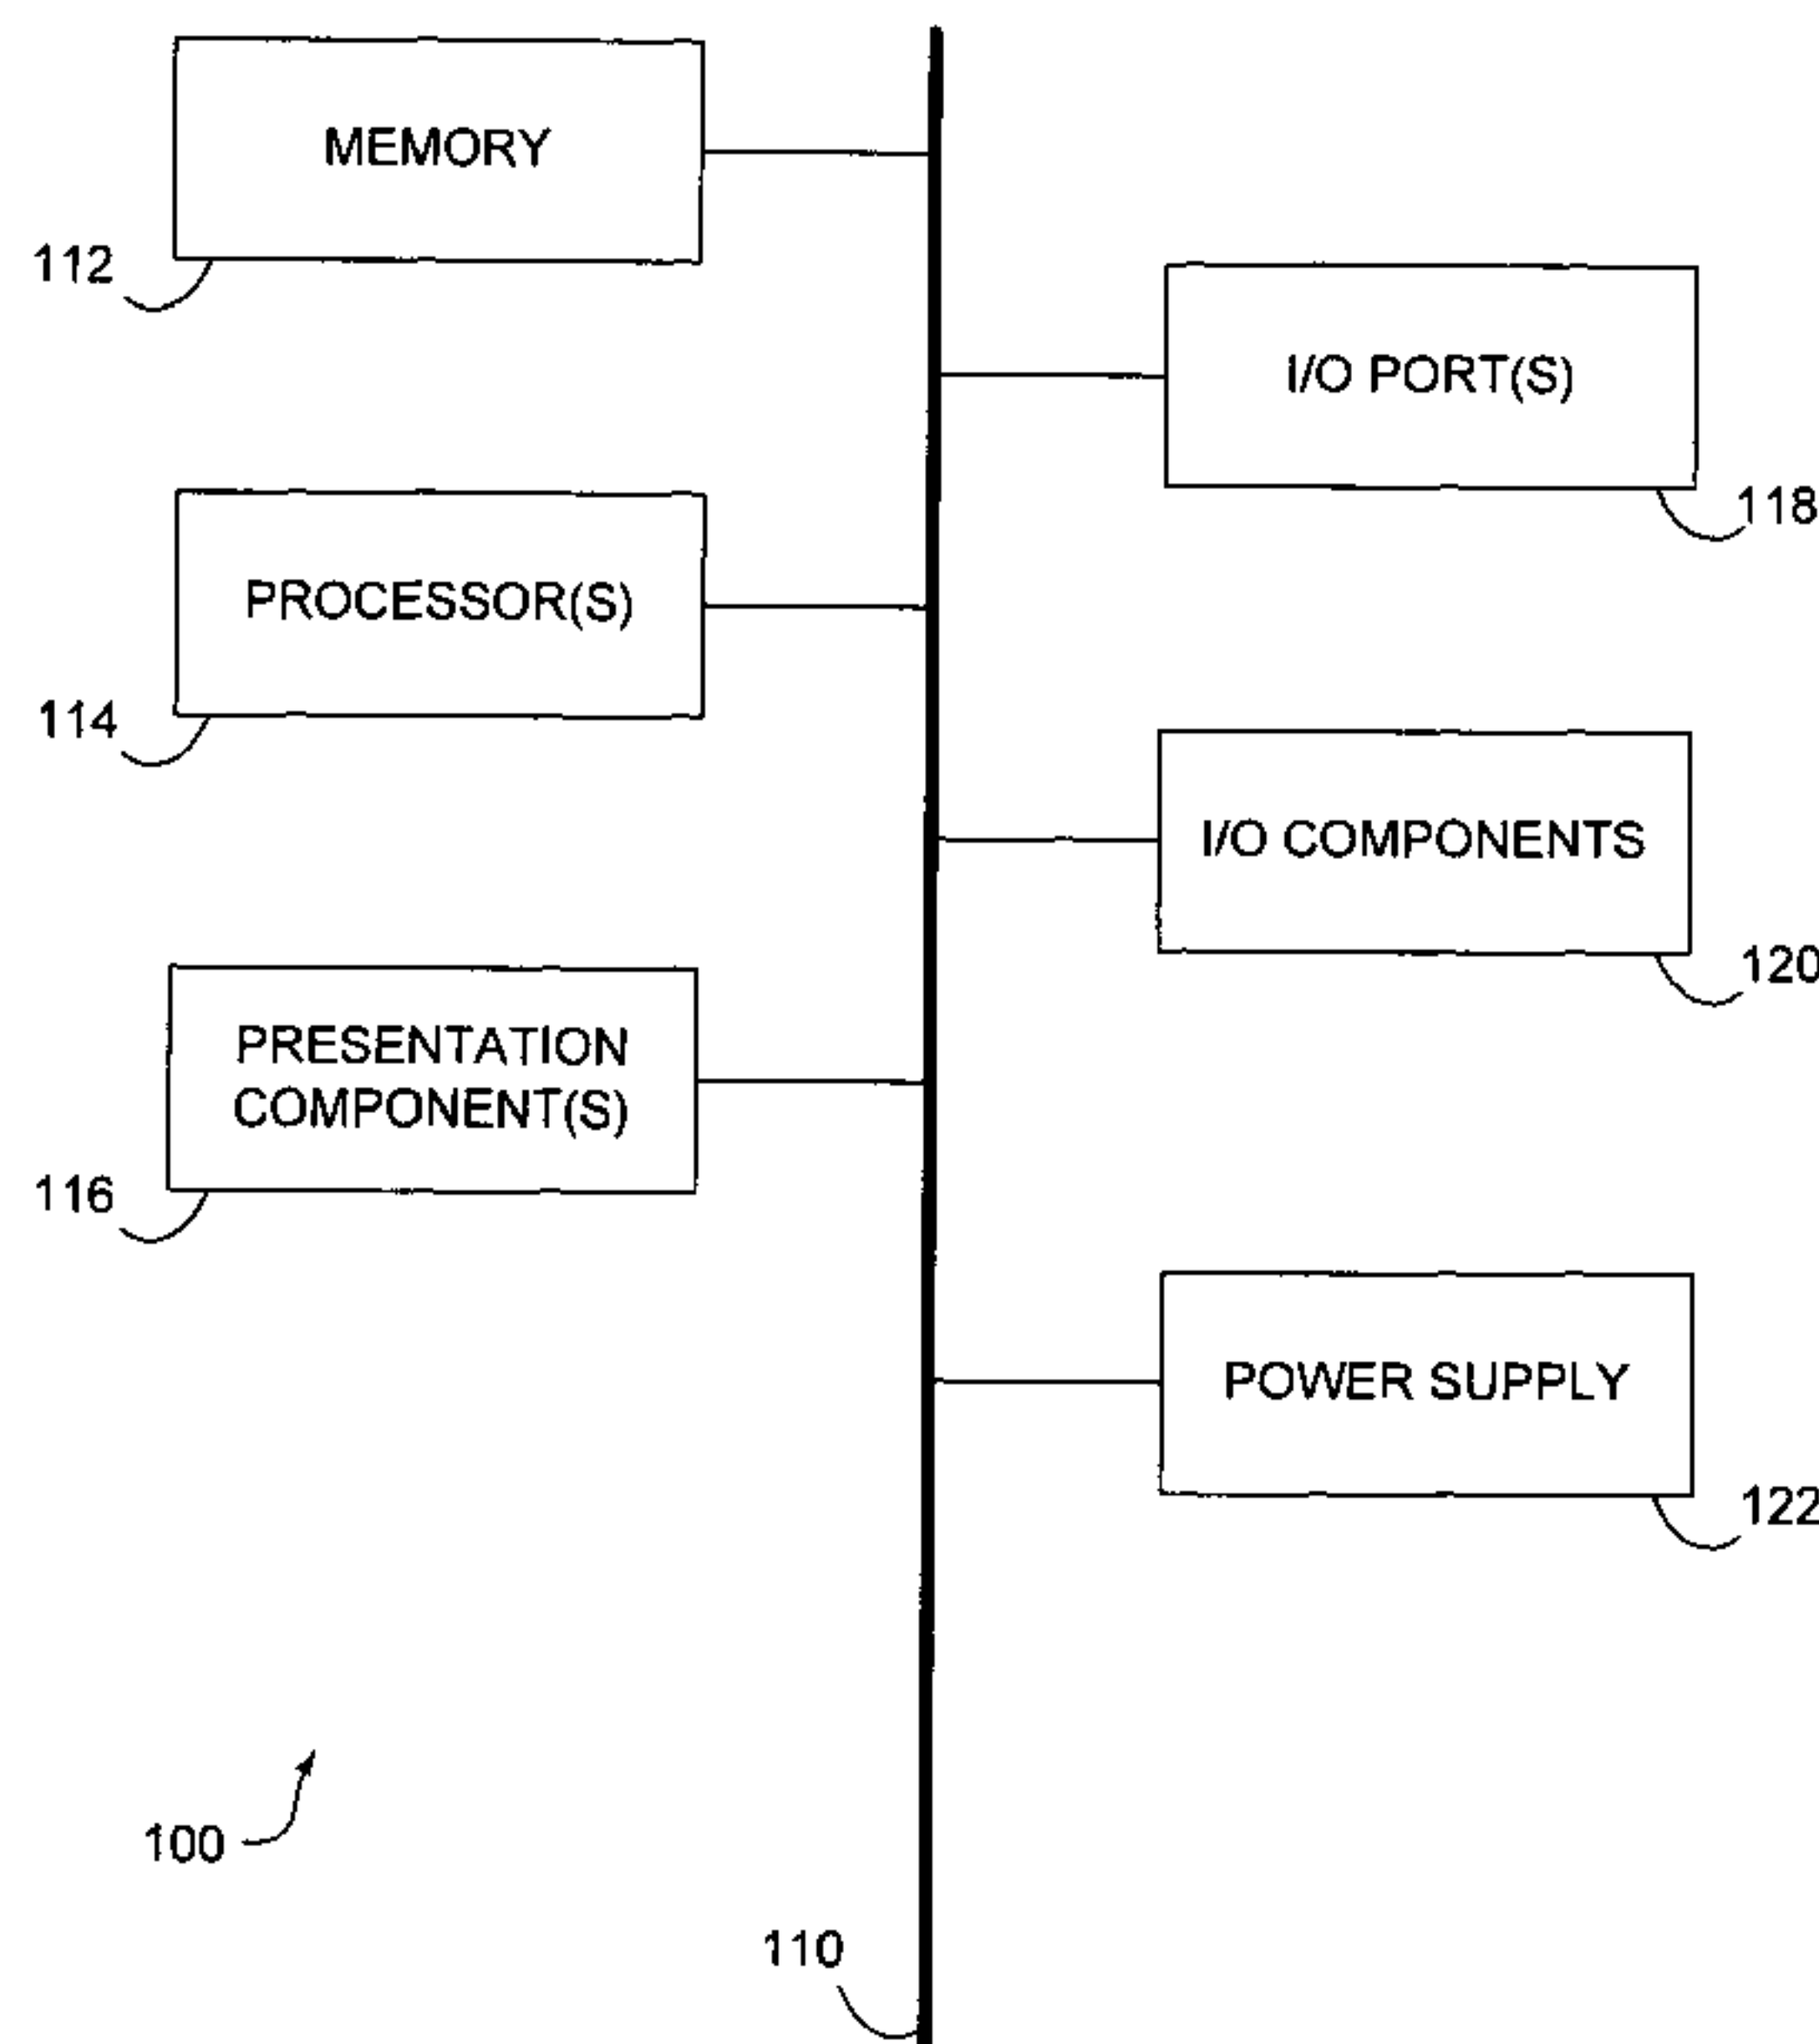 MEMORY
112
I/O PORT(S)
118
PROCESSOR(S)
114
I/O COMPONENTS
120
PRESENTATION
COMPONENT(S)
116
POWER SUPPLY
122
100
110